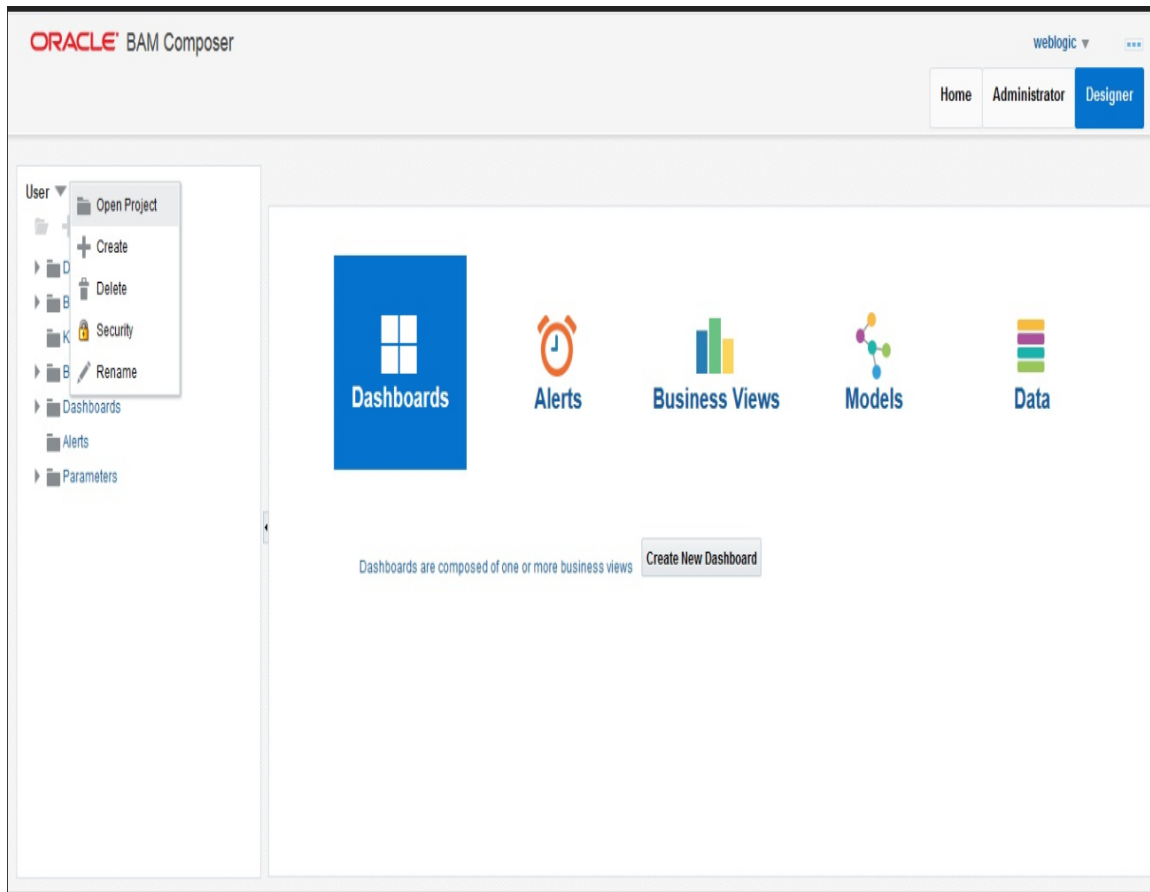 ORACLE' BAM Composer
weblogic
Home
Administrator
Designer
User
Open Project
Create
D
Delete
B
Security
K
Rename
B
Dashboards
Alerts
Parameters
Dashboards
Alerts
Business Views
Models
Data
Dashboards are composed of one or more business views
Create New Dashboard